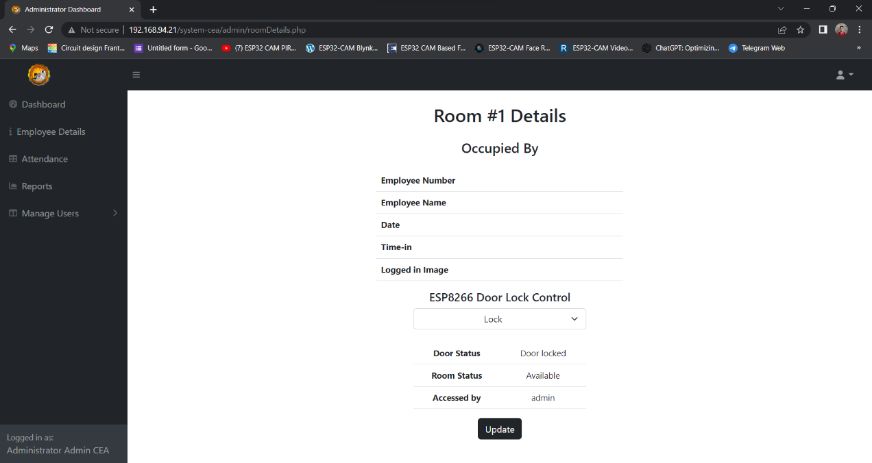 Administrator Dashboard
Not secure | 192.168.94.21/system-cea/admin/roomDetails.php
Maps
Circuit design Frant...
Untitled form - Goo...
(7) ESP32 CAM PIR...
ESP32-CAM Blynk...
ESP32 CAM Based F...
ESP32-CAM Face R...
ESP32-CAM Video...
ChatGPT: Optimizin...
Telegram Web
»
Dashboard
Employee Details
Attendance
Reports
Manage Users
Room #1 Details
Occupied By
Employee Number
Employee Name
Date
Time-in
Logged in Image
ESP8266 Door Lock Control
Lock
Door Status Door locked
Room Status Available
Accessed by admin
Update
Logged in as:
Administrator Admin CEA